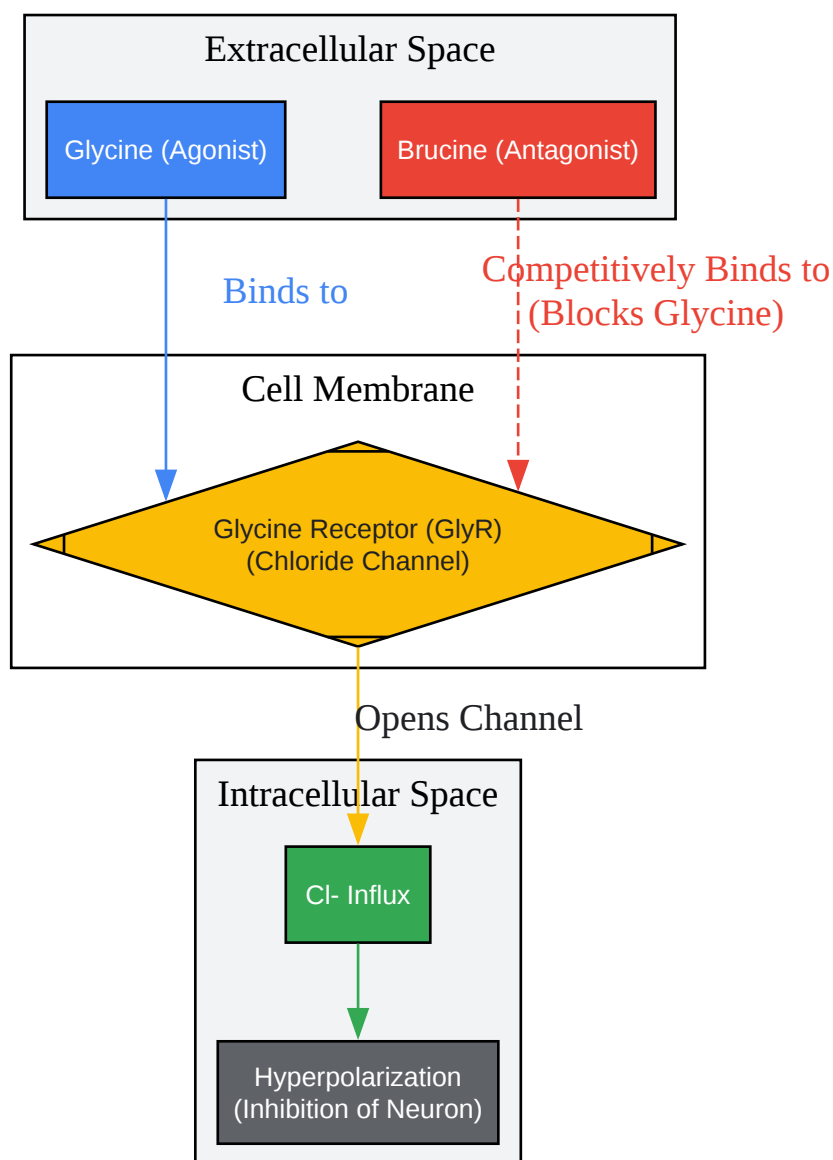 Extracellular Space
Glycine (Agonist)
Brucine (Antagonist)
Binds to
Competitively Binds to
(Blocks Glycine)
Cell Membrane
Glycine Receptor (GlyR)
(Chloride Channel)
Opens Channel
Intracellular Space
Cl- Influx
Hyperpolarization
(Inhibition of Neuron)